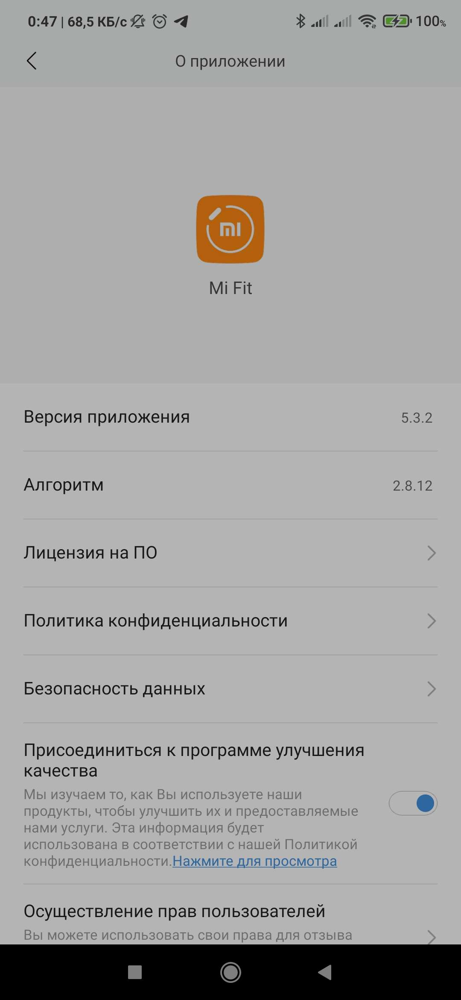 0:47 | 68,5 КБ/с 100%
О приложении
mi
Mi Fit
Версия приложения 5.3.2
Алгоритм 2.8.12
Лицензия на ПО
Политика конфиденциальности
Безопасность данных
Присоединиться к программе улучшения
качества
Мы изучаем то, как Вы используете наши
продукты, чтобы улучшить их и предоставляемые
нами услуги. Эта информация будет
использована в соответствии с нашей Политикой
конфиденциальности.Нажмите для просмотра
Осуществление прав пользователей
Вы можете использовать свои права для отзыва